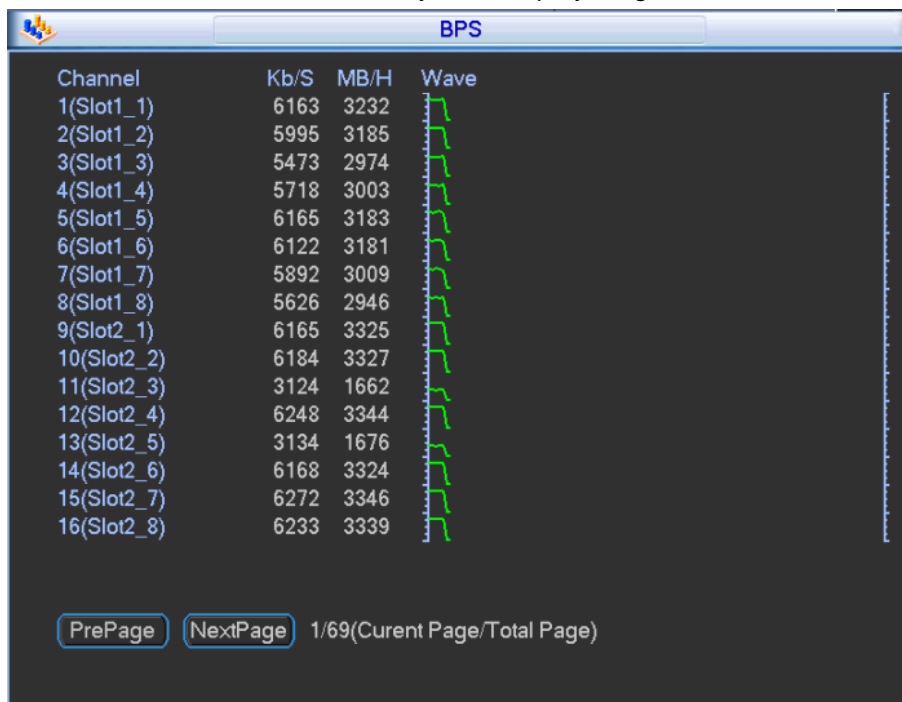 BPS
Channel Kb/S MB/H Wave
1(Slot1_1) 6163 3232
2(Slot1_2) 5995 3185
3(Slot1_3) 5473 2974
4(Slot1_4) 5718 3003
5(Slot1_5) 6165 3183
6(Slot1_6) 6122 3181
7(Slot1_7) 5892 3009
8(Slot1_8) 5626 2946
9(Slot2_1) 6165 3325
10(Slot2_2) 6184 3327
11(Slot2_3) 3124 1662
12(Slot2_4) 6248 3344
13(Slot2_5) 3134 1676
14(Slot2_6) 6168 3324
15(Slot2_7) 6272 3346
16(Slot2_8) 6233 3339
PrePage NextPage 1/69(Curent Page/Total Page)